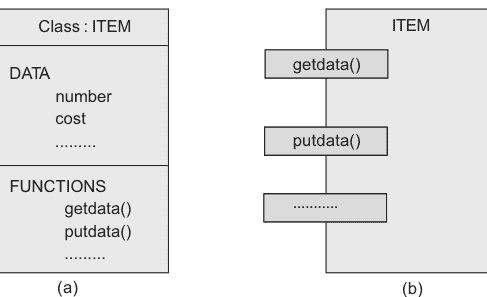 Class : ITEM
DATA
number
cost
.........
FUNCTIONS
getdata()
putdata()
.........
(a)
ITEM
getdata()
putdata()
...........
(b)